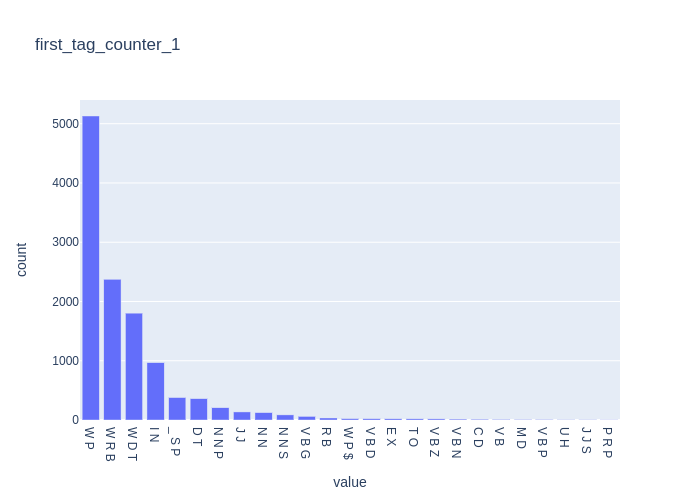 first_tag_counter_1
count
5000
4000
3000
2000
1000
0
WP
WRB
WDT
IN
_SP
DT
NNP
JJ
NN
NNS
VBG
RB
WP$
VBD
EX
TO
VBZ
VBN
CD
VB
MD
VBP
UH
JJS
PRP
value